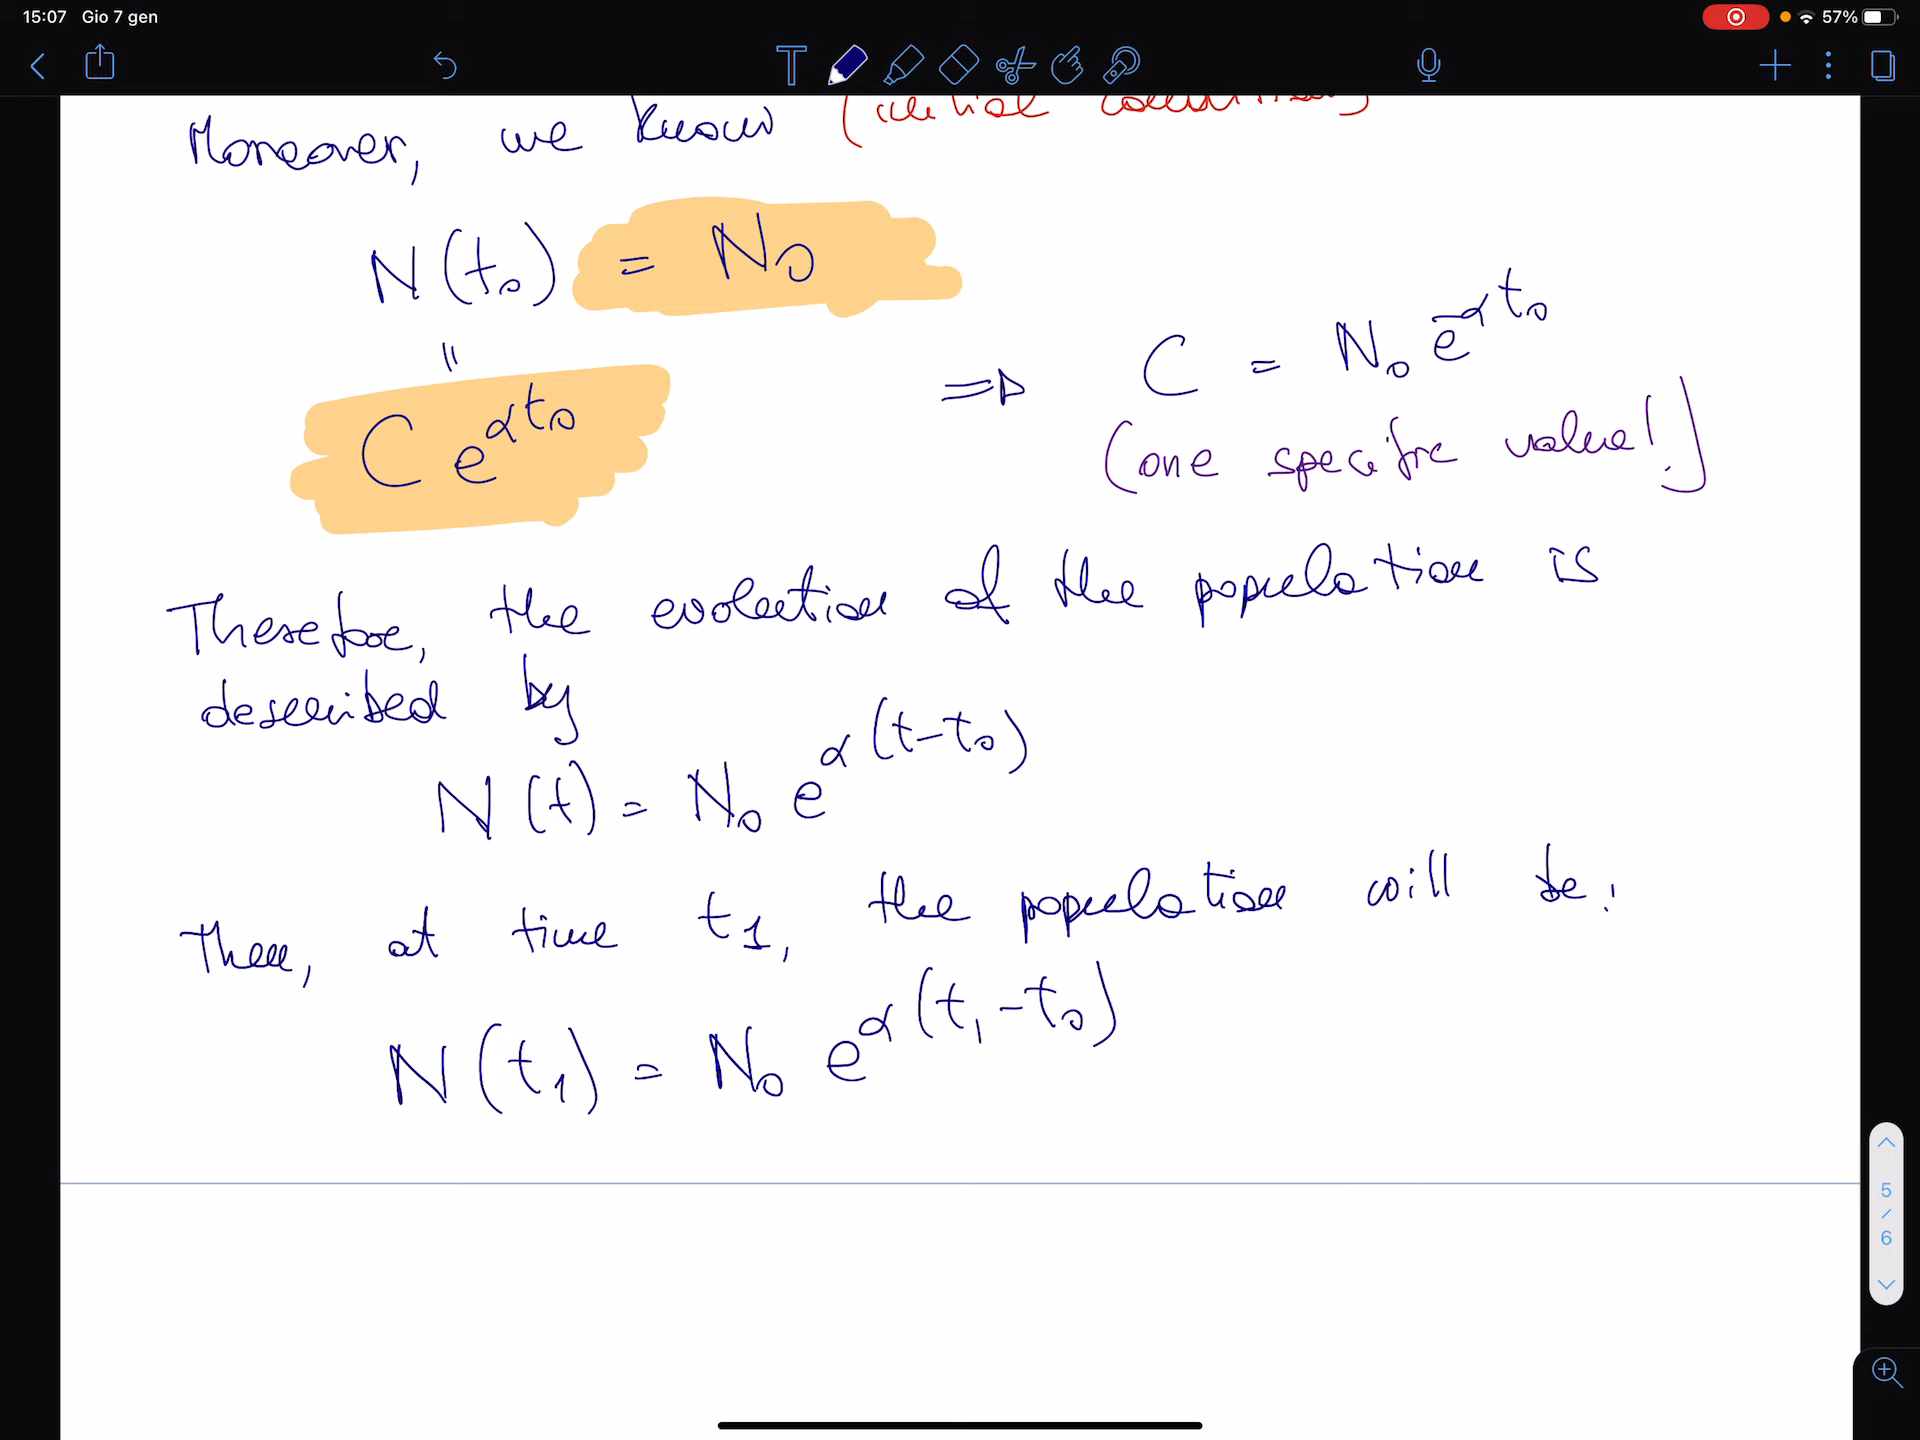 15:07 Gio 7 gen 57%
Moreover, we know (initial condition)
N(t₀) = N₀
"
C e^{αt₀} => C = N₀ e^{-αt₀}
(one specific value!)
Therefore, the evolution of the population is
described by
N(t) = N₀ e^{α(t-t₀)}
Then, at time t₁, the population will be:
N(t₁) = N₀ e^{α(t₁-t₀)}
5
/
6